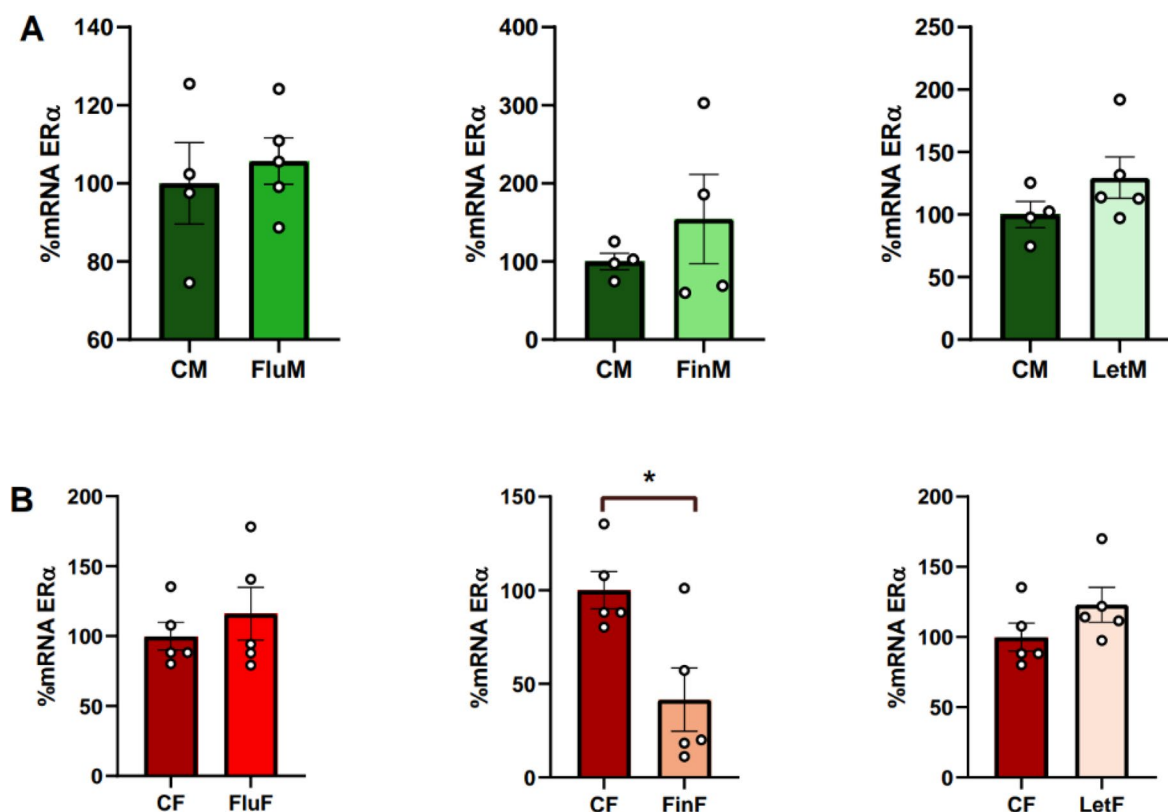 A
%mRNA ERα
140
120
100
80
60
CM FluM
%mRNA ERα
400
300
200
100
0
CM FinM
%mRNA ERα
250
200
150
100
50
0
CM LetM
B
%mRNA ERα
200
150
100
50
0
CF FluF
%mRNA ERα
150
100
50
0
*
CF FinF
%mRNA ERα
200
150
100
50
0
CF LetF